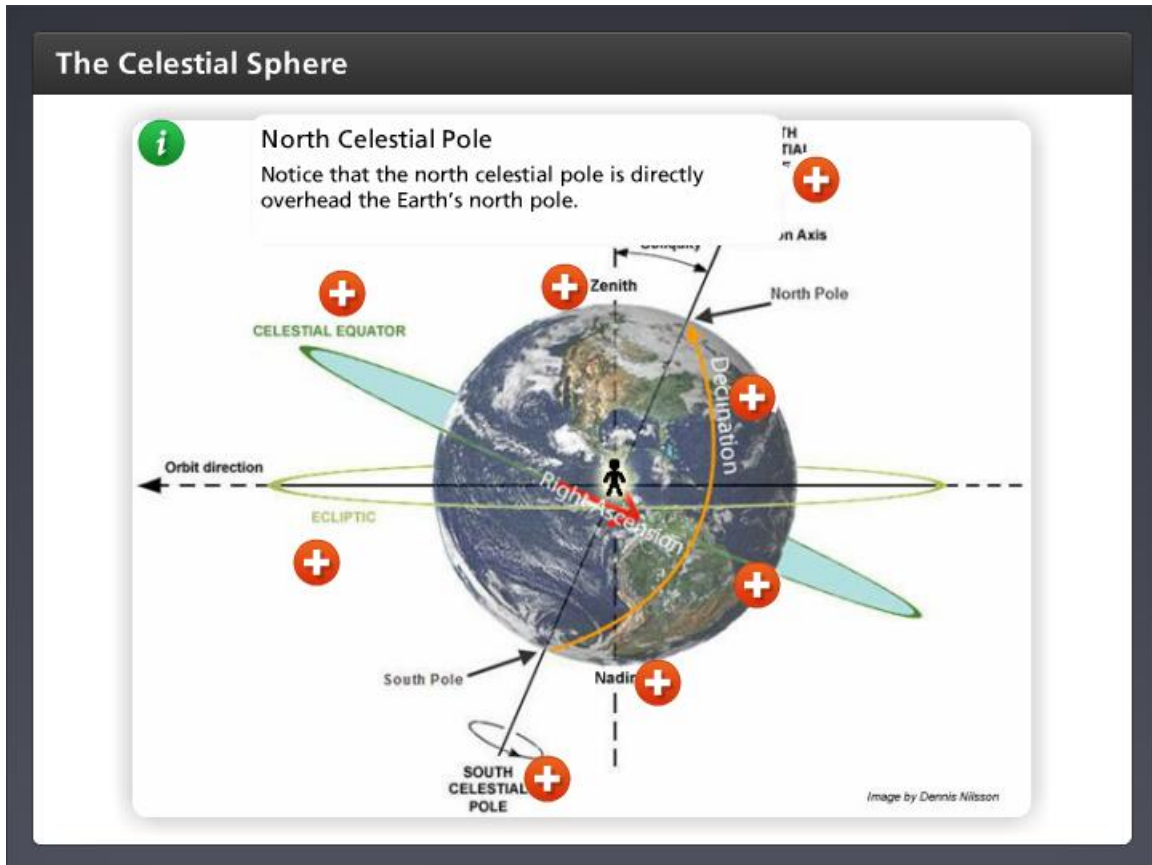 The Celestial Sphere
North Celestial Pole
Notice that the north celestial pole is directly
overhead the Earth's north pole.
TH
TIAL
on Axis
Obliquity
Zenith
North Pole
CELESTIAL EQUATOR
Declination
Orbit direction
Right Ascension
ECLIPTIC
South Pole
Nadir
SOUTH
CELESTIAL
POLE
Image by Dennis Nilsson